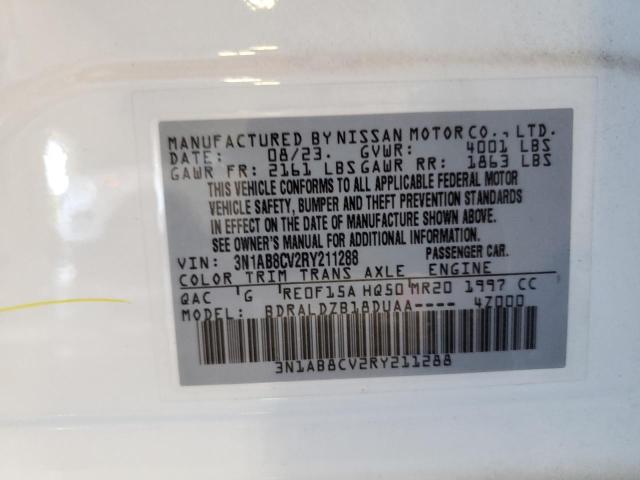 MANUFACTURED BY NISSAN MOTOR CO., LTD.
DATE: 08/23. GVWR: 4001 LBS
GAWR FR: 2161 LBS GAWR RR: 1863 LBS
THIS VEHICLE CONFORMS TO ALL APPLICABLE FEDERAL MOTOR
VEHICLE SAFETY, BUMPER AND THEFT PREVENTION STANDARDS
IN EFFECT ON THE DATE OF MANUFACTURE SHOWN ABOVE.
SEE OWNER'S MANUAL FOR ADDITIONAL INFORMATION.
VIN: 3N1AB8CV2RY211288 PASSENGER CAR.
COLOR TRIM TRANS AXLE ENGINE
QAC G RE0F15A HQ50 MR20 1997 CC
MODEL: BDRALDZB18DUAA---- 4Z000
3N1AB8CV2RY211288